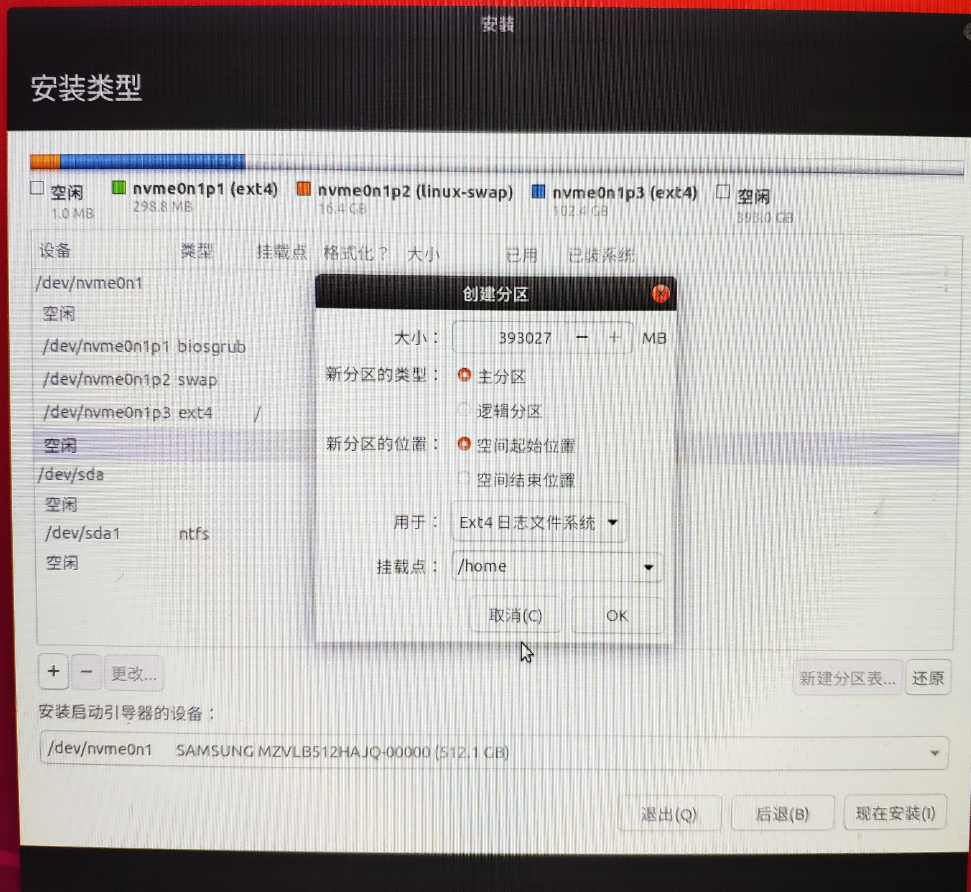 安装
安装类型
空闲 nvme0n1p1 (ext4) nvme0n1p2 (linux-swap) nvme0n1p3 (ext4) 空闲
1.0 MB 298.8 MB 16.4 GB 102.4 GB 393.0 GB
设备 类型 挂载点 格式化？ 大小 已用 已装系统
/dev/nvme0n1
空闲
/dev/nvme0n1p1 biosgrub
/dev/nvme0n1p2 swap
/dev/nvme0n1p3 ext4 /
空闲
/dev/sda
空闲
/dev/sda1 ntfs
空闲
创建分区
大小： 393027 − + MB
新分区的类型： 主分区
逻辑分区
新分区的位置： 空间起始位置
空间结束位置
用于： Ext4 日志文件系统
挂载点： /home
取消(C) OK
+ − 更改... 新建分区表... 还原
安装启动引导器的设备：
/dev/nvme0n1 SAMSUNG MZVLB512HAJQ-00000 (512.1 GB)
退出(Q) 后退(B) 现在安装(I)